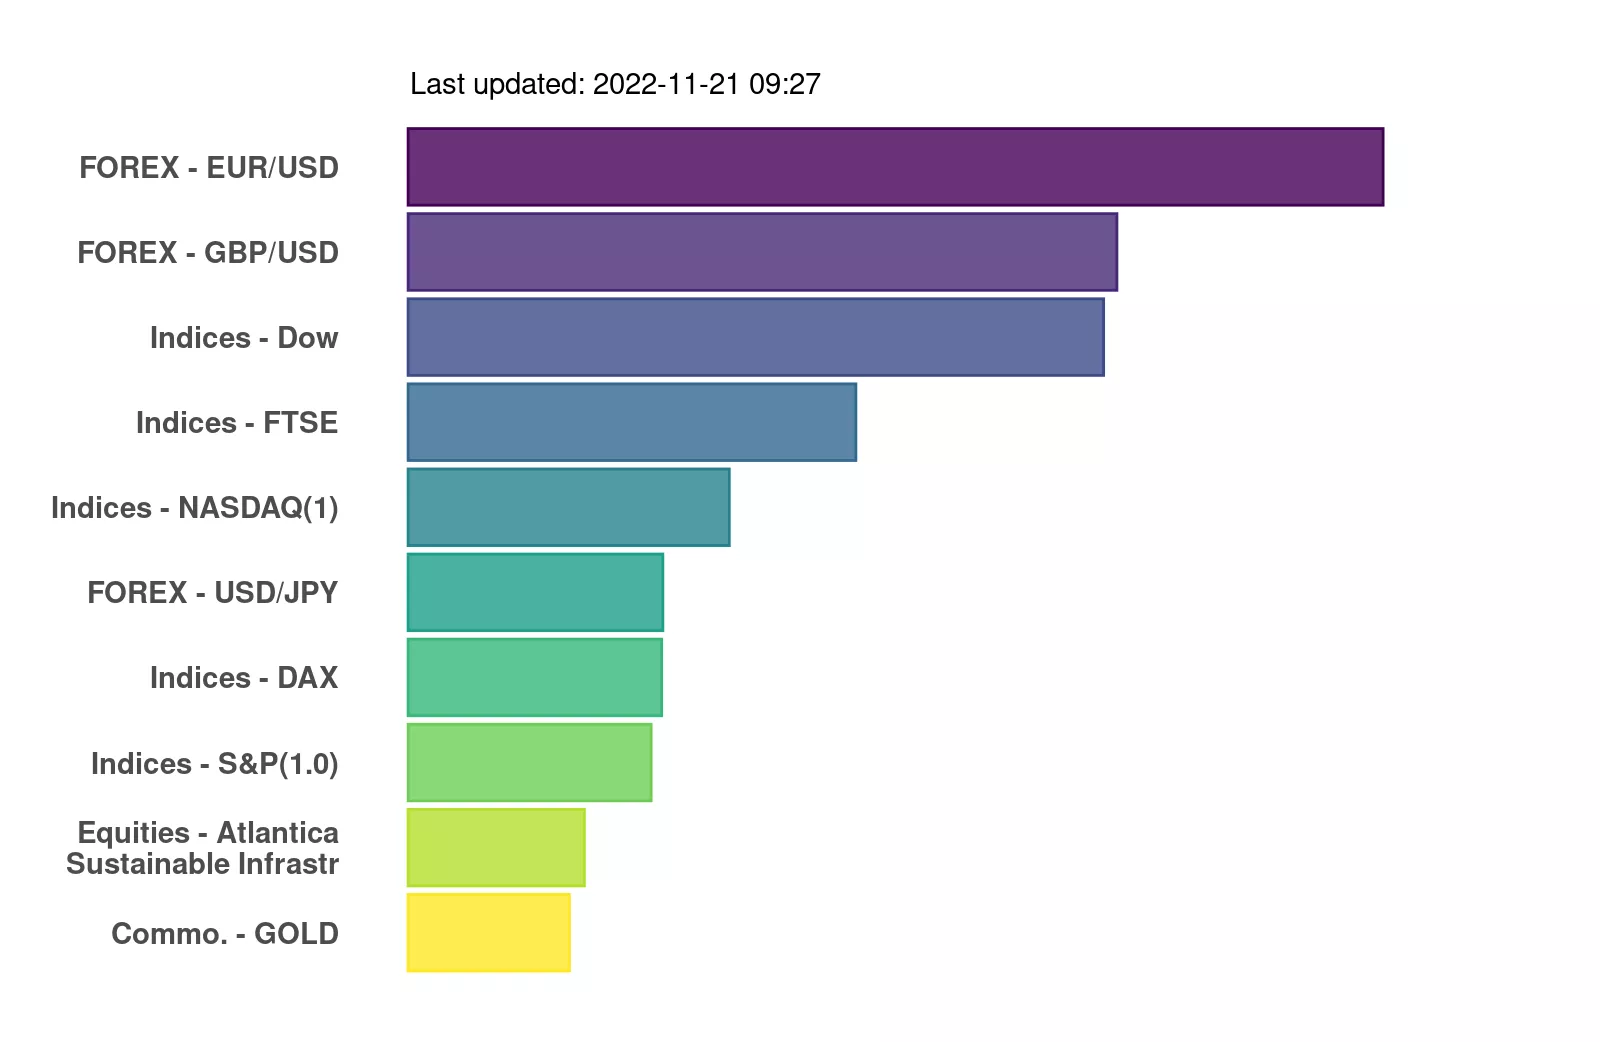 Last updated: 2022-11-21 09:27
FOREX - EUR/USD
FOREX - GBP/USD
Indices - Dow
Indices - FTSE
Indices - NASDAQ(1)
FOREX - USD/JPY
Indices - DAX
Indices - S&P(1.0)
Equities - Atlantica
Sustainable Infrastr
Commo. - GOLD